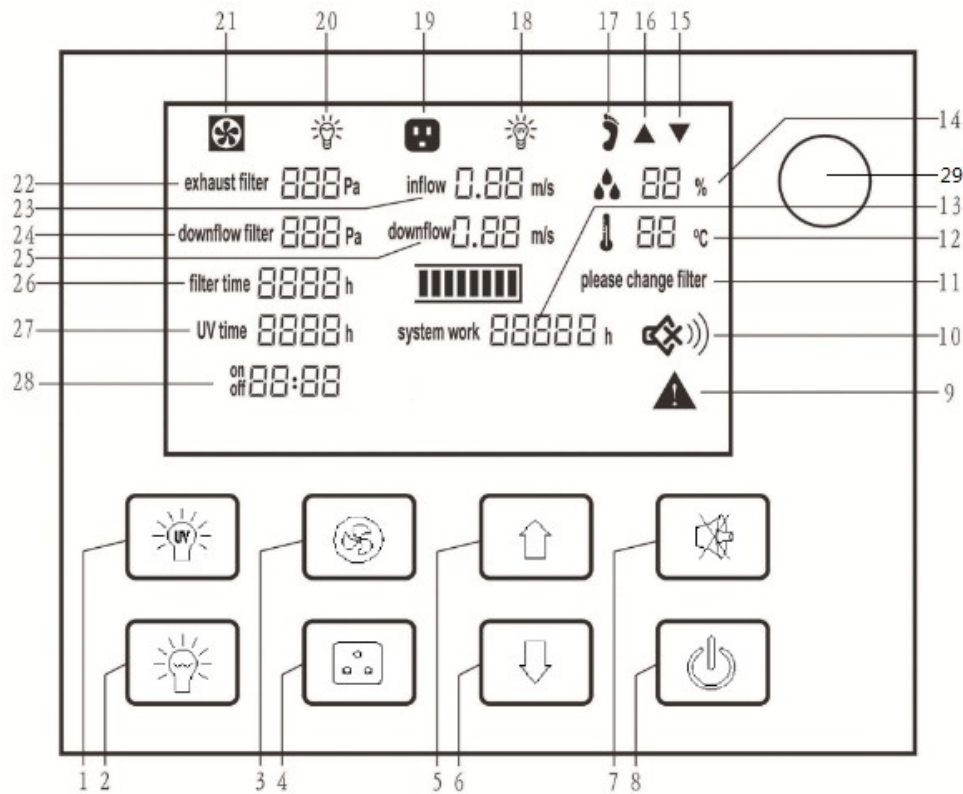 21 20 19 18 17 16 15
UV
14
22 exhaust filter 888 Pa inflow 0.88 m/s 88 % 29
23 13
24 downflow filter 888 Pa downflow 0.88 m/s 88 ℃ 12
25
26 filter time 8888 h please change filter 11
27 UV time 8888 h system work 88888 h 10
28 on
off 88:88 9
UV
1 2 3 4 5 6 7 8